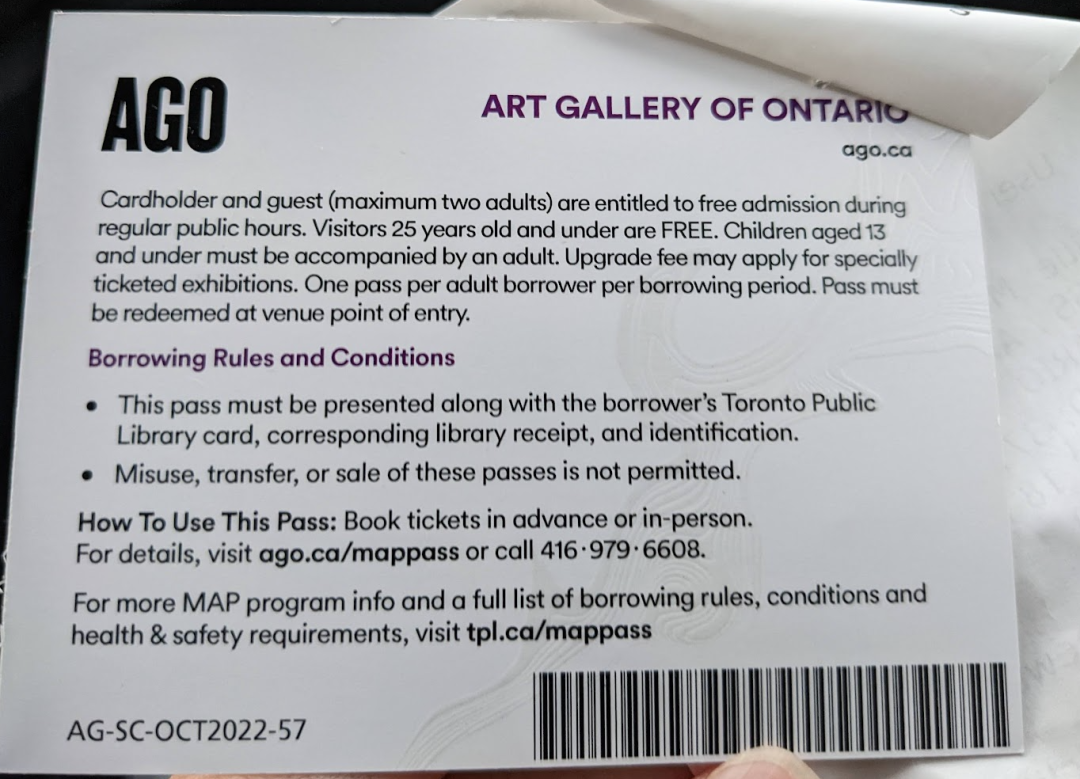 AGO
ART GALLERY OF ONTARIO
ago.ca
Cardholder and guest (maximum two adults) are entitled to free admission during
regular public hours. Visitors 25 years old and under are FREE. Children aged 13
and under must be accompanied by an adult. Upgrade fee may apply for specially
ticketed exhibitions. One pass per adult borrower per borrowing period. Pass must
be redeemed at venue point of entry.
Borrowing Rules and Conditions
• This pass must be presented along with the borrower's Toronto Public
Library card, corresponding library receipt, and identification.
• Misuse, transfer, or sale of these passes is not permitted.
How To Use This Pass: Book tickets in advance or in-person.
For details, visit ago.ca/mappass or call 416·979·6608.
For more MAP program info and a full list of borrowing rules, conditions and
health & safety requirements, visit tpl.ca/mappass
AG-SC-OCT2022-57